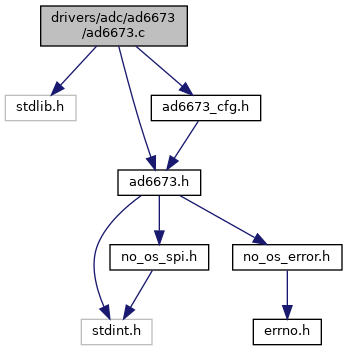 drivers/adc/ad6673
/ad6673.c
stdlib.h
ad6673_cfg.h
ad6673.h
no_os_spi.h
no_os_error.h
stdint.h
errno.h